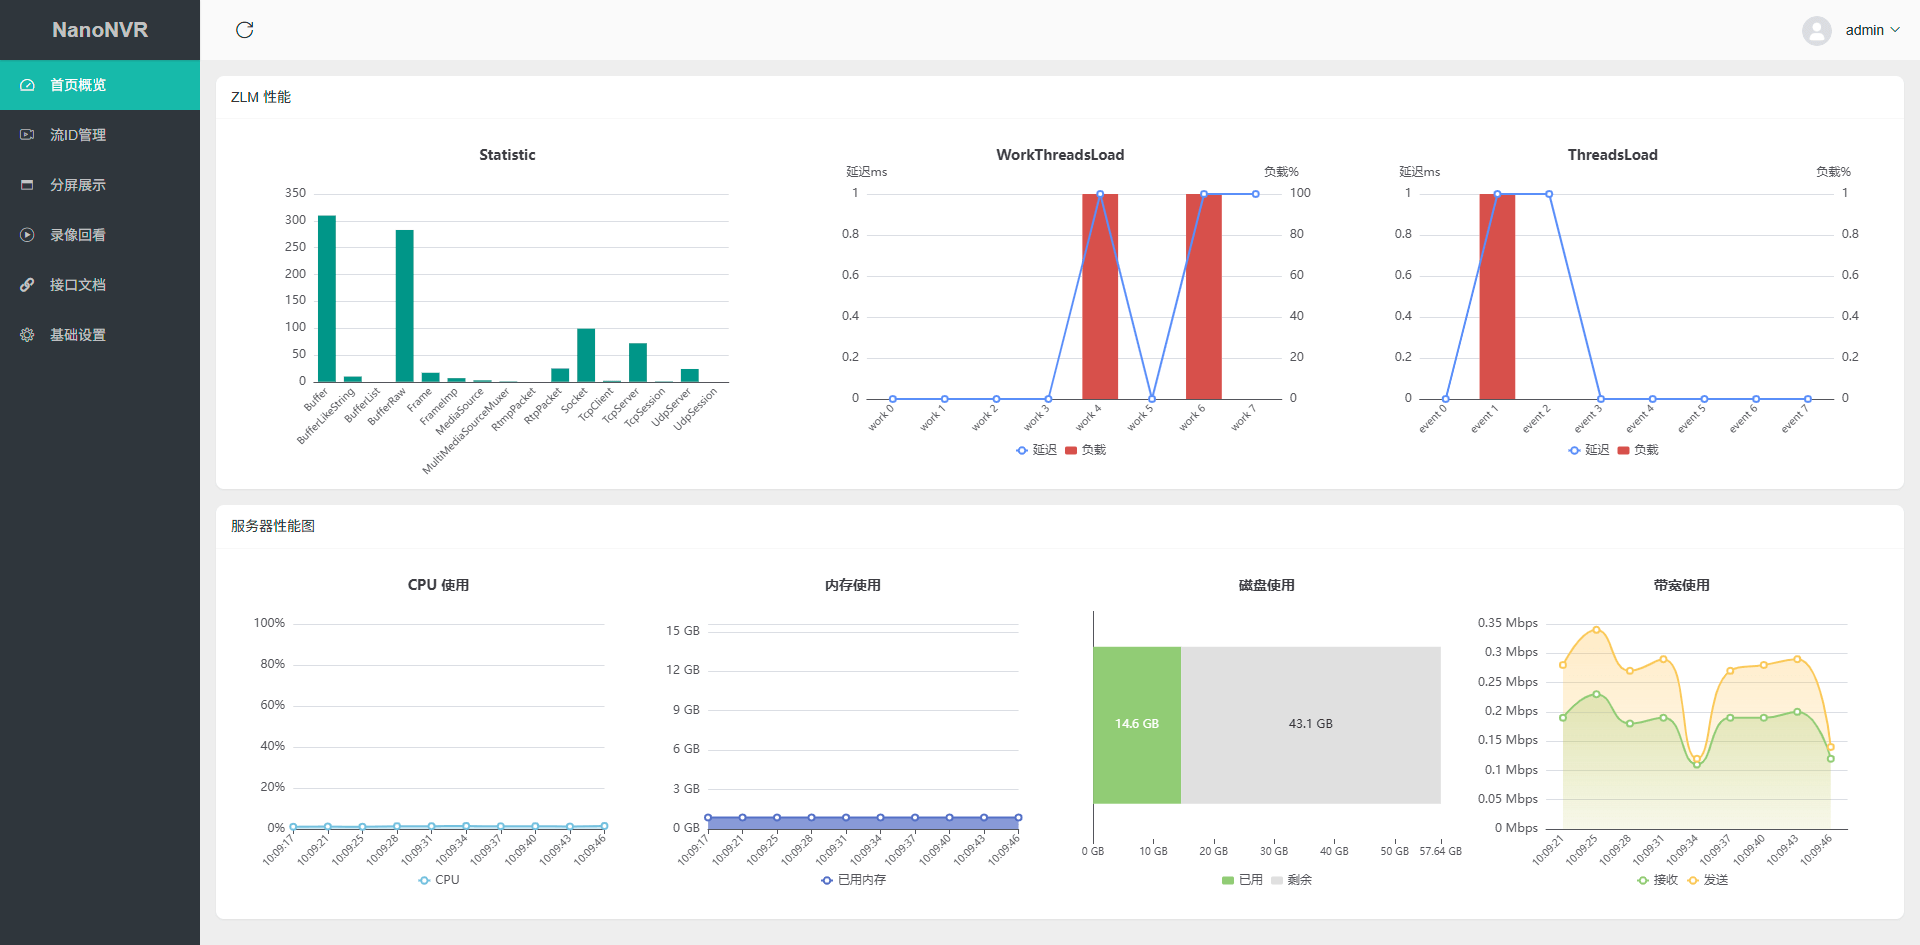 NanoNVR
admin
首页概览
流ID管理
分屏展示
录像回看
接口文档
基础设置
ZLM 性能
Statistic
350
300
250
200
150
100
50
0
Buffer
BufferLikeString
BufferList
BufferRaw
Frame
FrameImp
MediaSource
MultiMediaSourceMuxer
RtmpPacket
RtpPacket
Socket
TcpClient
TcpServer
TcpSession
UdpServer
UdpSession
WorkThreadsLoad
延迟ms
负载%
1
0.8
0.6
0.4
0.2
0
100
80
60
40
20
0
work 0
work 1
work 2
work 3
work 4
work 5
work 6
work 7
延迟 负载
ThreadsLoad
延迟ms
负载%
1
0.8
0.6
0.4
0.2
0
1
0.8
0.6
0.4
0.2
0
event 0
event 1
event 2
event 3
event 4
event 5
event 6
event 7
延迟 负载
服务器性能图
CPU 使用
100%
80%
60%
40%
20%
0%
10:09:17
10:09:21
10:09:25
10:09:28
10:09:31
10:09:34
10:09:37
10:09:40
10:09:43
10:09:46
CPU
内存使用
15 GB
12 GB
9 GB
6 GB
3 GB
0 GB
10:09:17
10:09:21
10:09:25
10:09:28
10:09:31
10:09:34
10:09:37
10:09:40
10:09:43
10:09:46
已用内存
磁盘使用
14.6 GB
43.1 GB
0 GB
10 GB
20 GB
30 GB
40 GB
50 GB
57.64 GB
已用 剩余
带宽使用
0.35 Mbps
0.3 Mbps
0.25 Mbps
0.2 Mbps
0.15 Mbps
0.1 Mbps
0.05 Mbps
0 Mbps
10:09:21
10:09:25
10:09:28
10:09:31
10:09:34
10:09:37
10:09:40
10:09:43
10:09:46
接收 发送